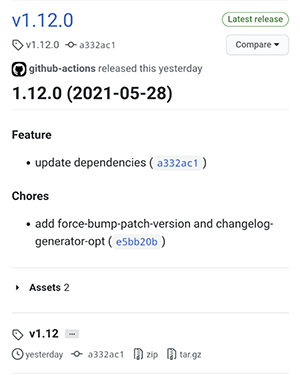 v1.12.0
Latest release
v1.12.0 a332ac1
Compare
github-actions released this yesterday
1.12.0 (2021-05-28)
Feature
• update dependencies ( a332ac1 )
Chores
• add force-bump-patch-version and changelog-
generator-opt ( e5bb20b )
Assets 2
v1.12 ...
yesterday a332ac1 zip tar.gz